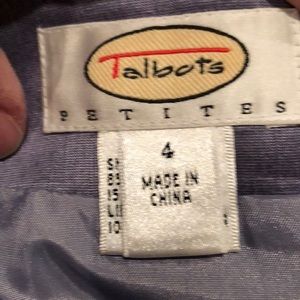 Talbots
PETITES
4
MADE IN
CHINA